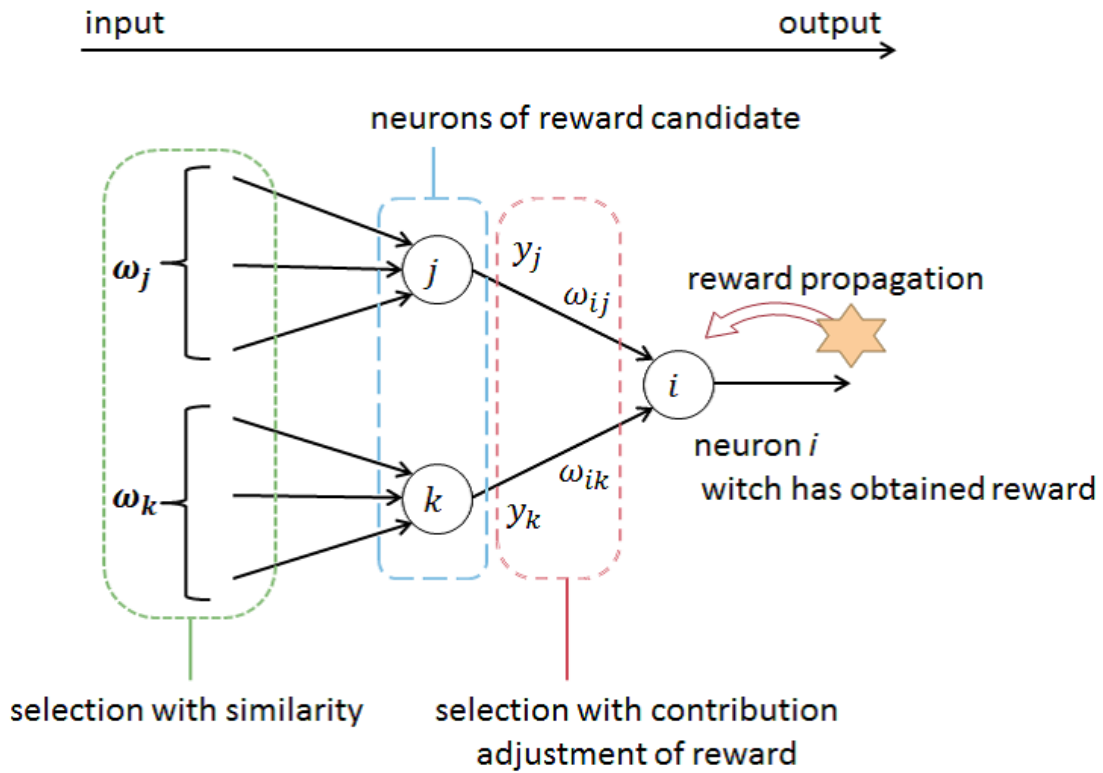 input
output
neurons of reward candidate
ωj
j
yj
ωij
reward propagation
i
neuron i
witch has obtained reward
ωk
k
yk
ωik
selection with similarity
selection with contribution
adjustment of reward